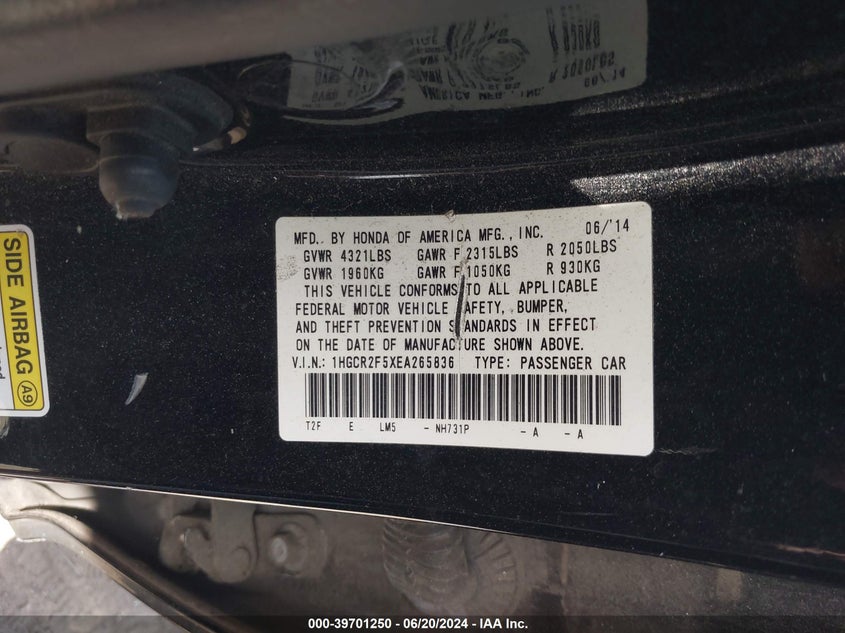 MFD. BY HONDA OF AMERICA MFG., INC. 06/'14
GVWR 4321LBS GAWR F 2315LBS R 2050LBS
GVWR 1960KG GAWR F 1050KG R 930KG
THIS VEHICLE CONFORMS TO ALL APPLICABLE
FEDERAL MOTOR VEHICLE SAFETY, BUMPER,
AND THEFT PREVENTION STANDARDS IN EFFECT
ON THE DATE OF MANUFACTURE SHOWN ABOVE.
V.I.N.: 1HGCR2F5XEA265836 TYPE: PASSENGER CAR
T2F E LM5 - NH731P - A - A
SIDE AIRBAG A9
000-39701250 - 06/20/2024 - IAA Inc.